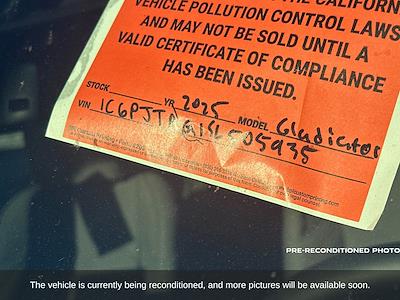 VEHICLE POLLUTION CONTROL LAWS
AND MAY NOT BE SOLD UNTIL A
VALID CERTIFICATE OF COMPLIANCE
HAS BEEN ISSUED.
STOCK YR 2025 MODEL Gladiator
VIN
PRE-RECONDITIONED PHOTO
The vehicle is currently being reconditioned, and more pictures will be available soon.